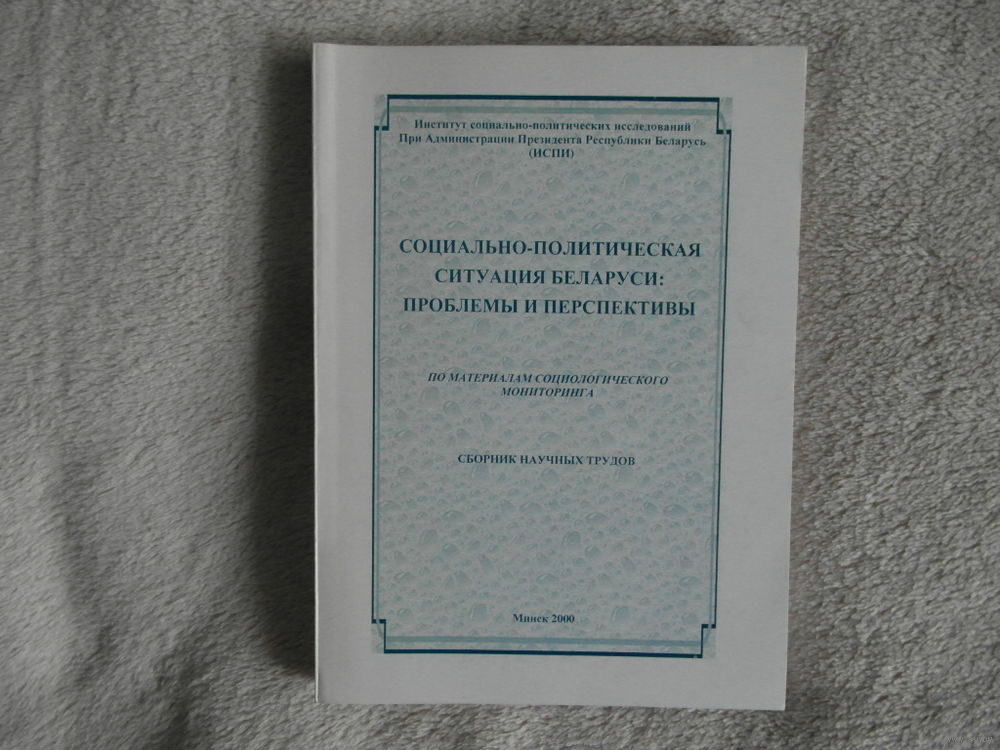 Институт социально-политических исследований
При Администрации Президента Республики Беларусь
(ИСПИ)
СОЦИАЛЬНО-ПОЛИТИЧЕСКАЯ
СИТУАЦИЯ БЕЛАРУСИ:
ПРОБЛЕМЫ И ПЕРСПЕКТИВЫ
ПО МАТЕРИАЛАМ СОЦИОЛОГИЧЕСКОГО
МОНИТОРИНГА
СБОРНИК НАУЧНЫХ ТРУДОВ
Минск 2000